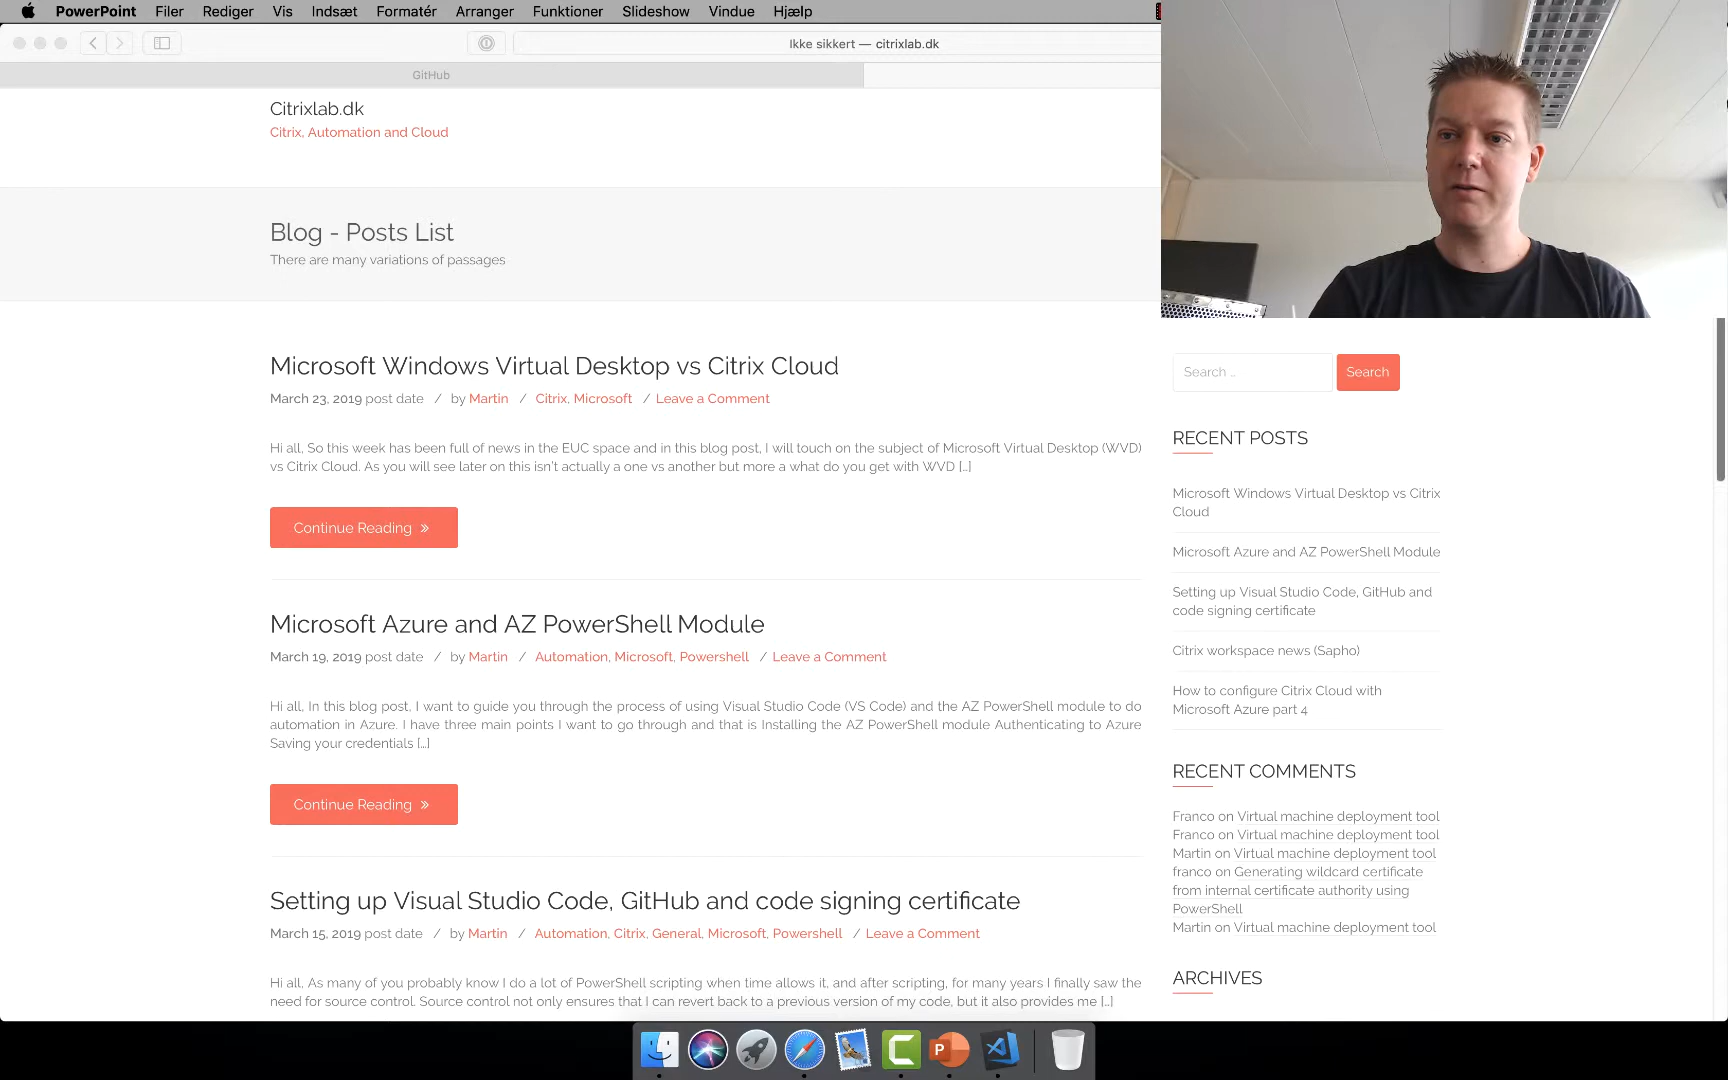 PowerPoint Filer Rediger Vis Indsæt Formatér Arranger Funktioner Slideshow Vindue Hjælp
Ikke sikkert — citrixlab.dk
GitHub
Citrixlab.dk
Citrix, Automation and Cloud
Blog - Posts List
There are many variations of passages
Microsoft Windows Virtual Desktop vs Citrix Cloud
March 23, 2019 post date / by Martin / Citrix, Microsoft / Leave a Comment
Hi all, So this week has been full of news in the EUC space and in this blog post, I will touch on the subject of Microsoft Virtual Desktop (WVD)
vs Citrix Cloud. As you will see later on this isn't actually a one vs another but more a what do you get with WVD [...]
Continue Reading »
Microsoft Azure and AZ PowerShell Module
March 19, 2019 post date / by Martin / Automation, Microsoft, Powershell / Leave a Comment
Hi all, In this blog post, I want to guide you through the process of using Visual Studio Code (VS Code) and the AZ PowerShell module to do
automation in Azure. I have three main points I want to go through and that is Installing the AZ PowerShell module Authenticating to Azure
Saving your credentials [...]
Continue Reading »
Setting up Visual Studio Code, GitHub and code signing certificate
March 15, 2019 post date / by Martin / Automation, Citrix, General, Microsoft, Powershell / Leave a Comment
Hi all, As many of you probably know I do a lot of PowerShell scripting when time allows it, and after scripting, for many years I finally saw the
need for source control. Source control not only ensures that I can revert back to a previous version of my code, but it also provides me [...]
Search ...
Search
RECENT POSTS
Microsoft Windows Virtual Desktop vs Citrix
Cloud
Microsoft Azure and AZ PowerShell Module
Setting up Visual Studio Code, GitHub and
code signing certificate
Citrix workspace news (Sapho)
How to configure Citrix Cloud with
Microsoft Azure part 4
RECENT COMMENTS
Franco on Virtual machine deployment tool
Franco on Virtual machine deployment tool
Martin on Virtual machine deployment tool
franco on Generating wildcard certificate
from internal certificate authority using
PowerShell
Martin on Virtual machine deployment tool
ARCHIVES